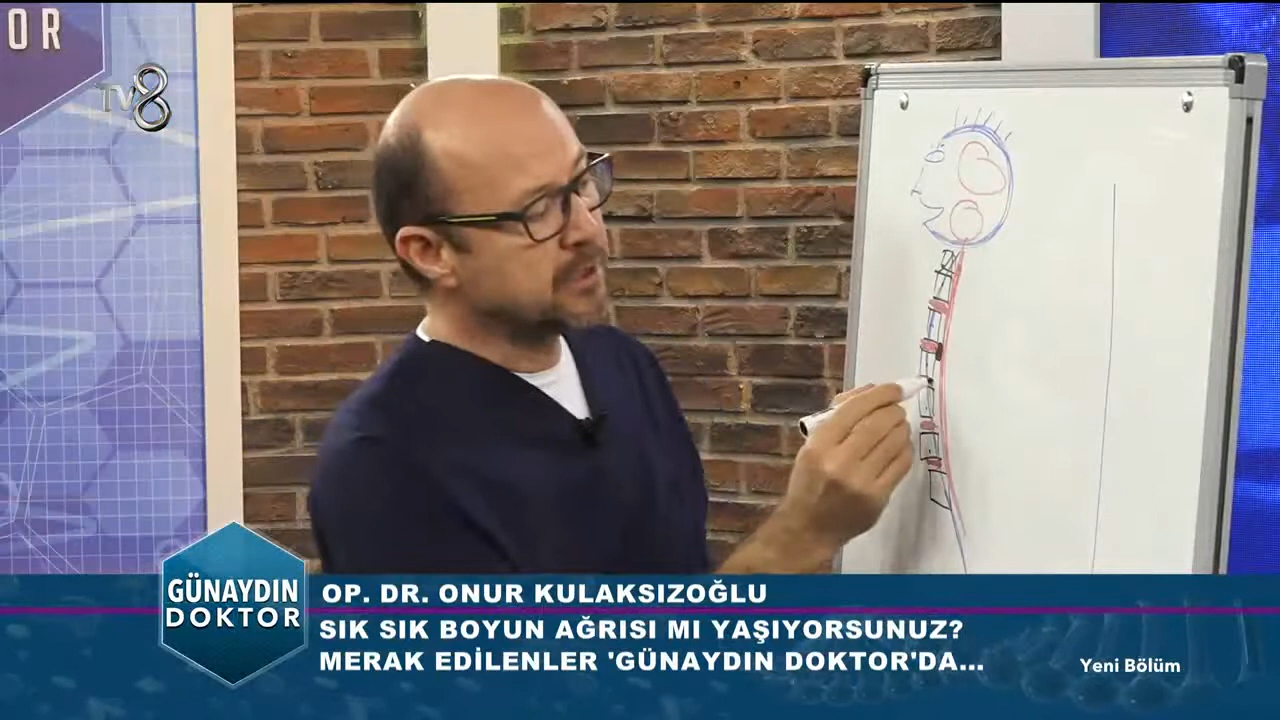 OR
TV8
GÜNAYDIN
DOKTOR
OP. DR. ONUR KULAKSIZOĞLU
SIK SIK BOYUN AĞRISI MI YAŞIYORSUNUZ?
MERAK EDİLENLER 'GÜNAYDIN DOKTOR'DA...
Yeni Bölüm